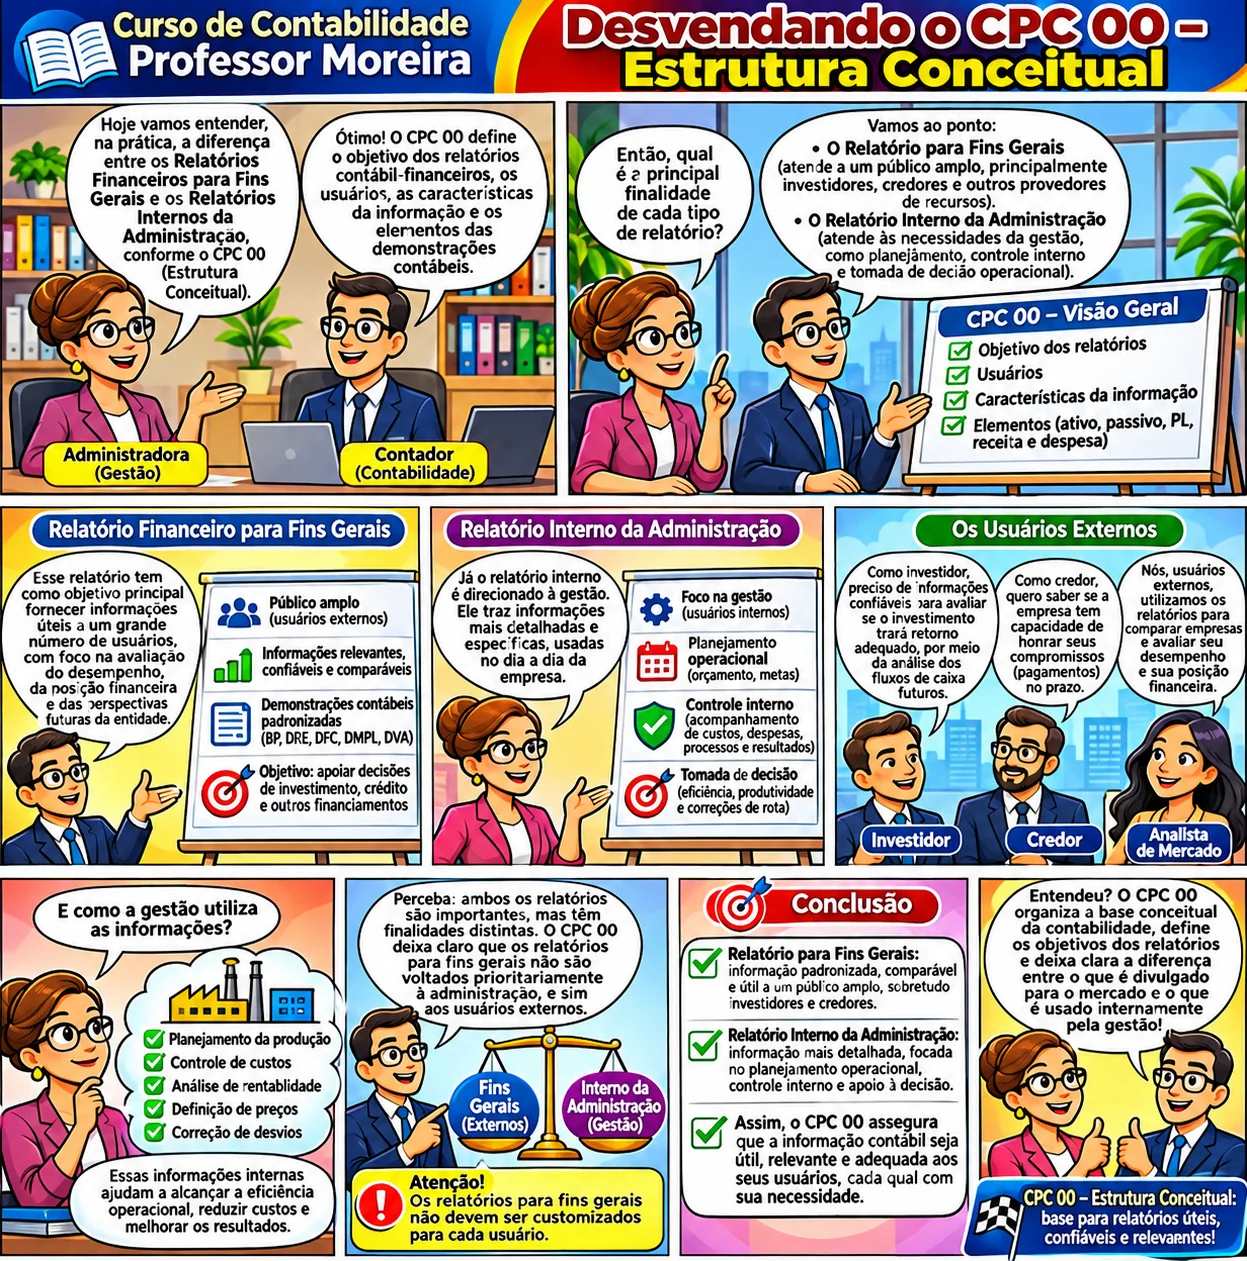 Curso de Contabilidade
Professor Moreira
Desvendando o CPC 00 –
Estrutura Conceitual
Hoje vamos entender,
na prática, a diferença
entre os Relatórios
Financeiros para Fins
Gerais e os Relatórios
Internos da
Administração,
conforme o CPC 00
(Estrutura
Conceitual).
Ótimo! O CPC 00 define
o objetivo dos relatórios
contábil-financeiros, os
usuários, as características
da informação e os
elementos das
demonstrações
contábeis.
Administradora
(Gestão)
Contador
(Contabilidade)
Então, qual
é a principal
finalidade
de cada tipo
de relatório?
Vamos ao ponto:
• O Relatório para Fins Gerais
(atende a um público amplo, principalmente
investidores, credores e outros provedores
de recursos).
• O Relatório Interno da Administração
(atende às necessidades da gestão,
como planejamento, controle interno
e tomada de decião operacional).
CPC 00 – Visão Geral
Objetivo dos relatórios
Usuários
Características da informação
Elementos (ativo, passivo, PL,
receita e despesa)
Relatório Financeiro para Fins Gerais
Esse relatório tem
como objetivo principal
fornecer informações
úteis a um grande
número de usuários,
com foco na avaliação
do desempenho,
da posição financeira
e das perspectivas
futuras da entidade.
Público amplo
(usuários externos)
Informações relevantes,
confiáveis e comparáveis
Demonstrações contábeis
padronizadas
(BP, DRE, DFC, DMPL, DVA)
Objetivo: apoiar decisões
de investimento, crédito
e outros financiamentos
Relatório Interno da Administração
Já o relatório interno
é direcionado à gestão.
Ele traz informações
mais detalhadas e
específicas, usadas
no dia a dia da
empresa.
Foco na gestão
(usuários internos)
Planejamento
operacional
(orçamento, metas)
Controle interno
(acompanhamento
de custos, despesas,
processos e resultados)
Tomada de decisão
(eficiência, produtividade
e correções de rota)
Os Usuários Externos
Como investidor,
preciso de informações
confiáveis para avaliar
se o investimento
trará retorno
adequado, por meio
da análise dos
fluxos de caixa
futuros.
Como credor,
quero saber se a
empresa tem
capacidade de
honrar seus
compromissos
(pagamentos)
no prazo.
Nós, usuários
externos,
utilizamos os
relatórios para
comparar empresas
e avaliar seu
desempenho
e sua posição
financeira.
Investidor
Credor
Analista
de Mercado
E como a gestão utiliza
as informações?
Planejamento da produção
Controle de custos
Análise de rentablidade
Definição de preços
Correção de desvios
Essas informações internas
ajudam a alcançar a eficiência
operacional, reduzir custos e
melhorar os resultados.
Perceba: ambos os relatórios
são importantes, mas têm
finalidades distintas. O CPC 00
deixa claro que os relatórios
para fins gerais não são
voltados prioritariamente
à administração, e sim
aos usuários externos.
Fins
Gerais
(Externos)
Interno da
Administração
(Gestão)
Atenção!
Os relatórios para fins gerais
não devem ser customizados
para cada usuário.
Conclusão
Relatório para Fins Gerais:
informação padronizada, comparável
e útil a um público amplo, sobretudo
investidores e credores.
Relatório Interno da Administração:
informação mais detalhada, focada
no planejamento operacional,
controle interno e apoio à decisão.
Assim, o CPC 00 assegura
que a informação contábil seja
útil, relevante e adequada aos
seus usuários, cada qual com
sua necessidade.
Entendeu? O CPC 00
organiza a base conceitual
da contabilidade, define
os objetivos dos relatórios
e deixa clara a diferença
entre o que é divulgado
para o mercado e o que
é usado internamente
pela gestão!
CPC 00 – Estrutura Conceitual:
base para relatórios úteis,
confiáveis e relevantes!